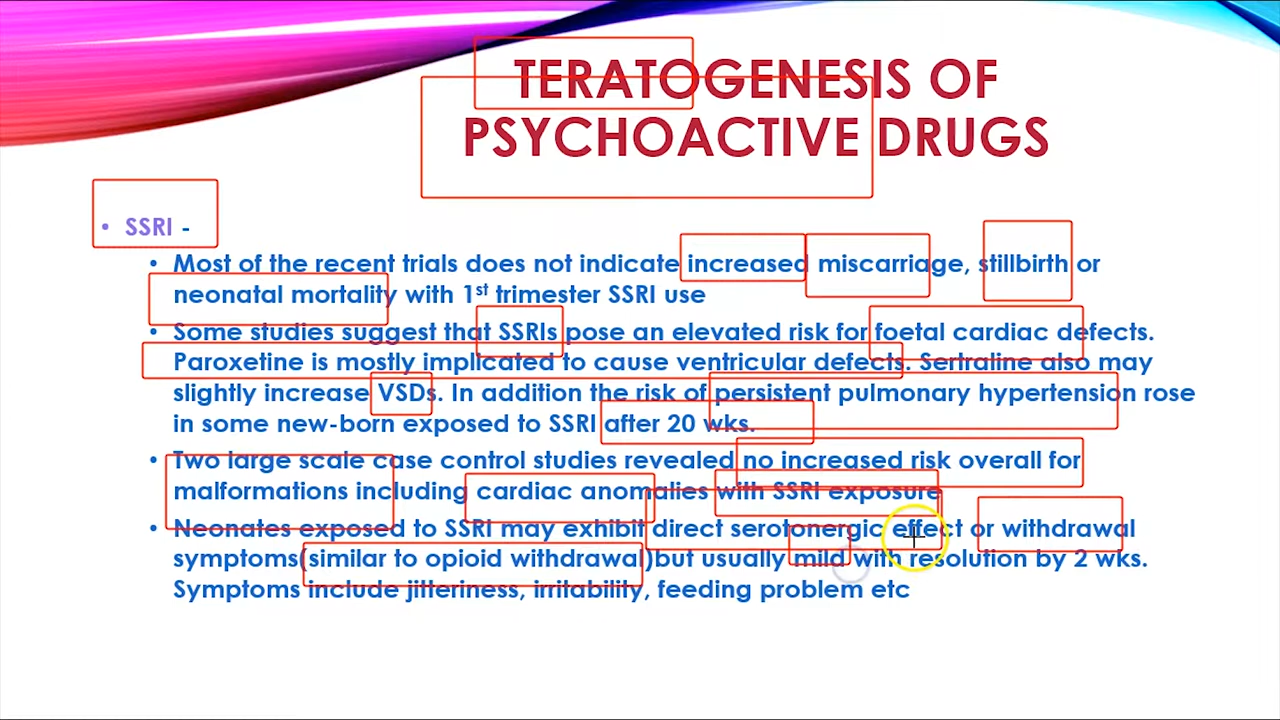 TERATOGENESIS OF
PSYCHOACTIVE DRUGS
• SSRI -
• Most of the recent trials does not indicate increased miscarriage, stillbirth or
neonatal mortality with 1st trimester SSRI use
• Some studies suggest that SSRIs pose an elevated risk for foetal cardiac defects.
Paroxetine is mostly implicated to cause ventricular defects. Sertraline also may
slightly increase VSDs. In addition the risk of persistent pulmonary hypertension rose
in some new-born exposed to SSRI after 20 wks.
• Two large scale case control studies revealed no increased risk overall for
malformations including cardiac anomalies with SSRI exposure
• Neonates exposed to SSRI may exhibit direct serotonergic effect or withdrawal
symptoms(similar to opioid withdrawal)but usually mild with resolution by 2 wks.
Symptoms include jitteriness, irritability, feeding problem etc